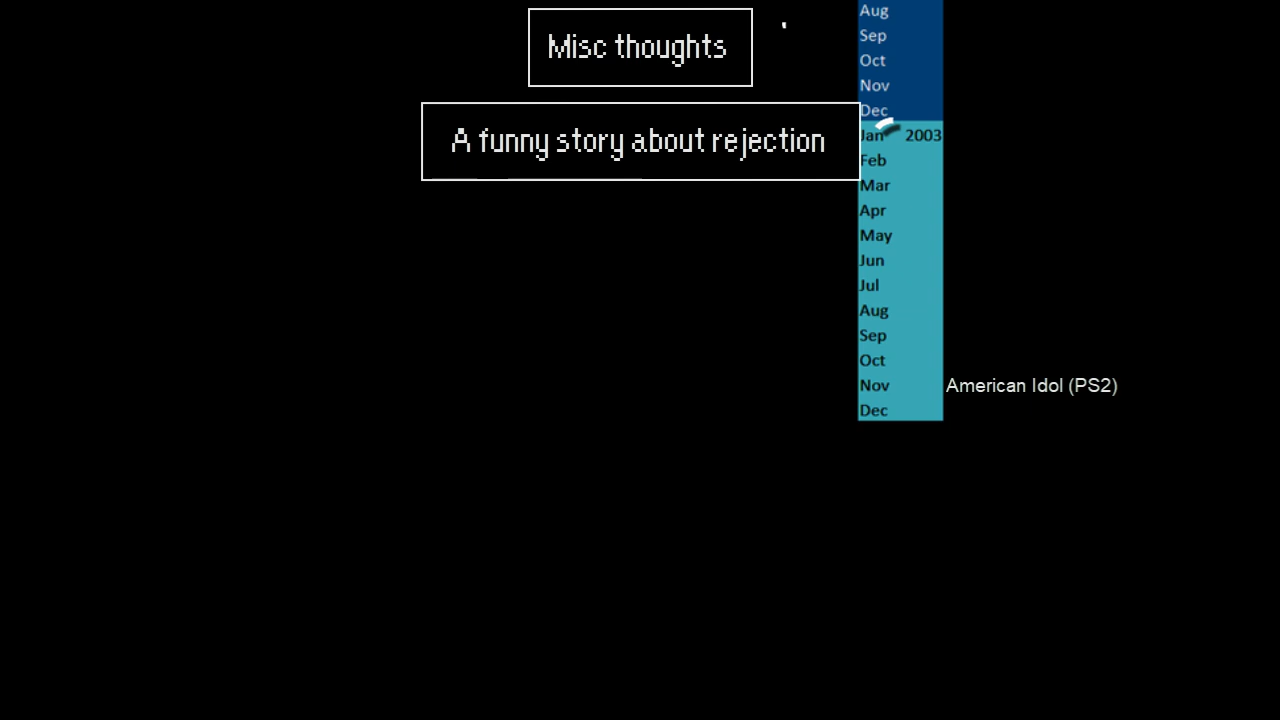 Misc thoughts
A funny story about rejection
Aug
Sep
Oct
Nov
Dec
Jan 2003
Feb
Mar
Apr
May
Jun
Jul
Aug
Sep
Oct
Nov American Idol (PS2)
Dec